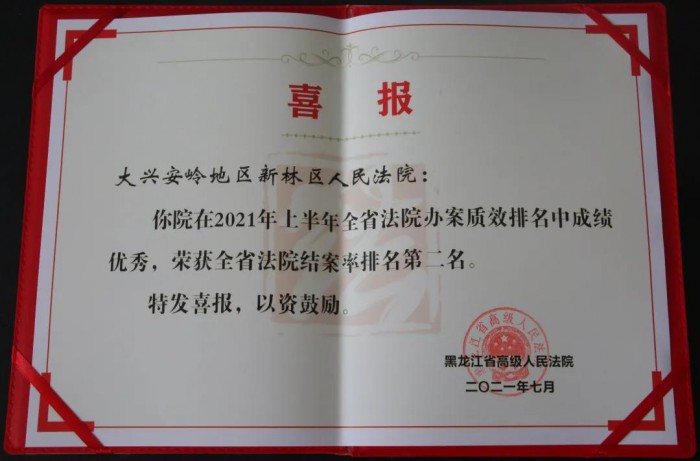 喜报
大兴安岭地区新林区人民法院：
你院在2021年上半年全省法院办案质效排名中成绩
优秀，荣获全省法院结案率排名第二名。
特发喜报，以资鼓励。
黑龙江省高级人民法院
二〇二一年七月